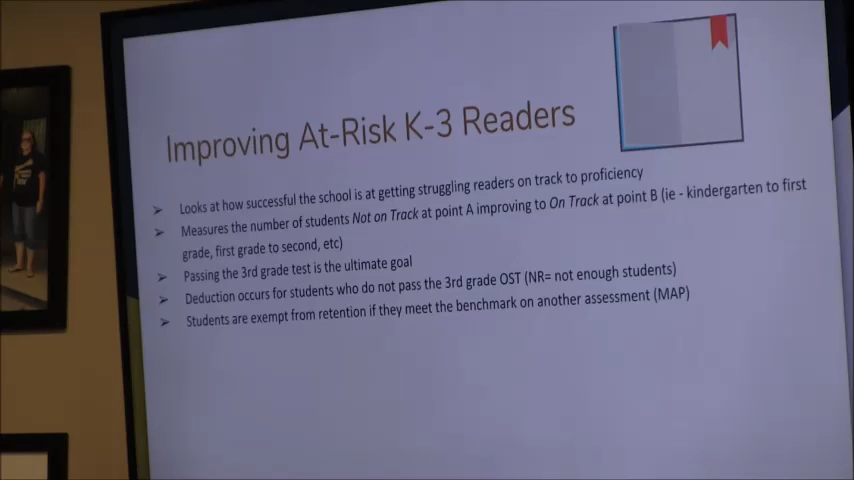 Improving At-Risk K-3 Readers
➢ Looks at how successful the school is at getting struggling readers on track to proficiency
➢ Measures the number of students Not on Track at point A improving to On Track at point B (ie - kindergarten to first
grade, first grade to second, etc)
➢ Passing the 3rd grade test is the ultimate goal
➢ Deduction occurs for students who do not pass the 3rd grade OST (NR= not enough students)
➢ Students are exempt from retention if they meet the benchmark on another assessment (MAP)